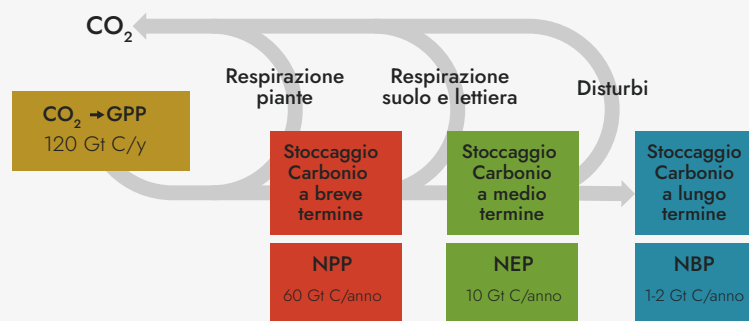 CO₂
Respirazione
piante
Respirazione
suolo e lettiera
Disturbi
CO₂ →GPP
120 Gt C/y
Stoccaggio
Carbonio
a breve
termine
Stoccaggio
Carbonio
a medio
termine
Stoccaggio
Carbonio
a lungo
termine
NPP
60 Gt C/anno
NEP
10 Gt C/anno
NBP
1-2 Gt C/anno